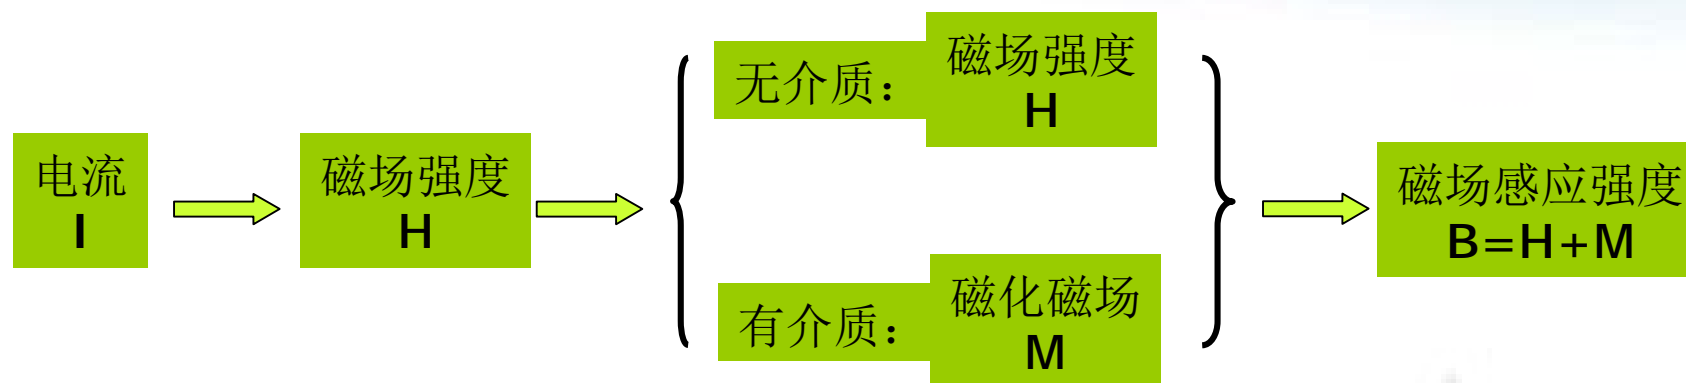 电流
I
磁场强度
H
无介质：
磁场强度
H
有介质：
磁化磁场
M
磁场感应强度
B=H+M